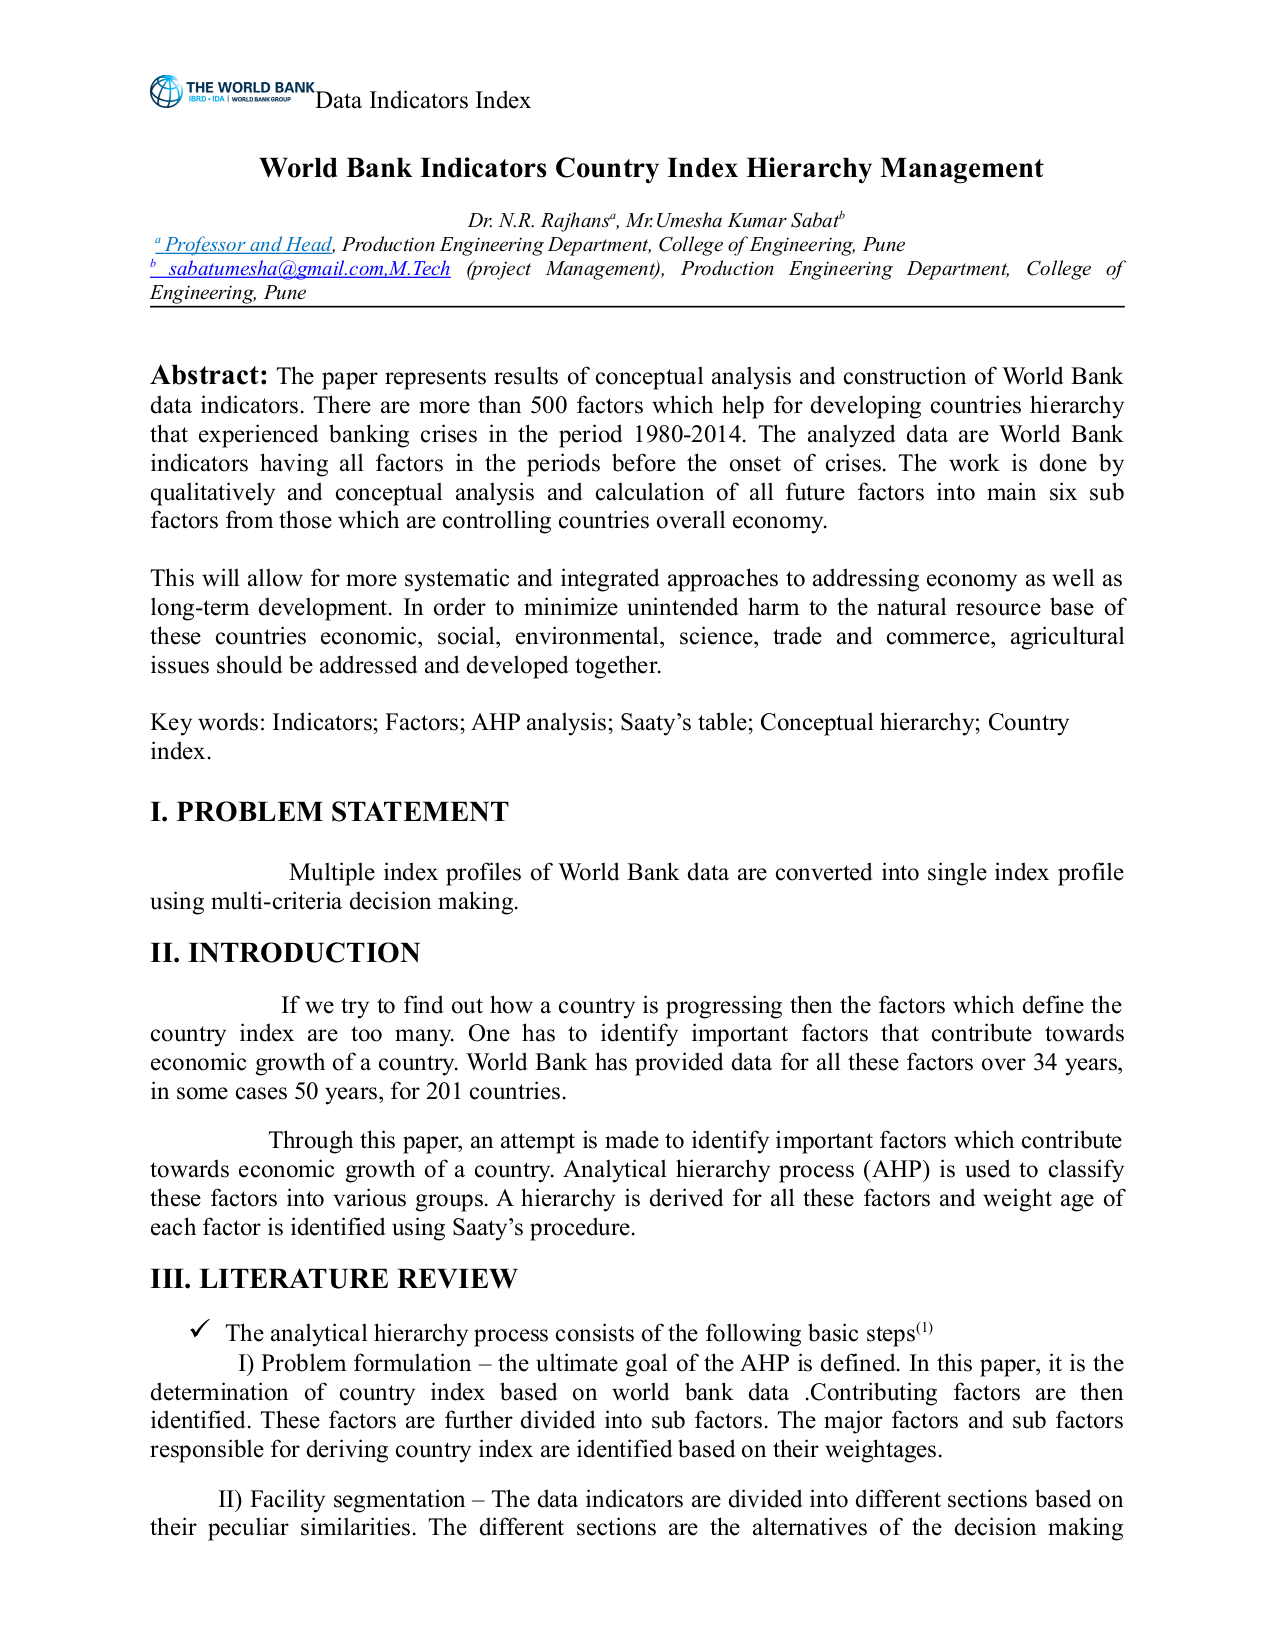 THE WORLD BANK
IBRD • IDA | WORLD BANK GROUP
Data Indicators Index
World Bank Indicators Country Index Hierarchy Management
Dr. N.R. Rajhansa, Mr.Umesha Kumar Sabatb
a Professor and Head, Production Engineering Department, College of Engineering, Pune
b sabatumesha@gmail.com,M.Tech (project Management), Production Engineering Department, College of
Engineering, Pune
Abstract: The paper represents results of conceptual analysis and construction of World Bank
data indicators. There are more than 500 factors which help for developing countries hierarchy
that experienced banking crises in the period 1980-2014. The analyzed data are World Bank
indicators having all factors in the periods before the onset of crises. The work is done by
qualitatively and conceptual analysis and calculation of all future factors into main six sub
factors from those which are controlling countries overall economy.
This will allow for more systematic and integrated approaches to addressing economy as well as
long-term development. In order to minimize unintended harm to the natural resource base of
these countries economic, social, environmental, science, trade and commerce, agricultural
issues should be addressed and developed together.
Key words: Indicators; Factors; AHP analysis; Saaty’s table; Conceptual hierarchy; Country
index.
I. PROBLEM STATEMENT
Multiple index profiles of World Bank data are converted into single index profile
using multi-criteria decision making.
II. INTRODUCTION
If we try to find out how a country is progressing then the factors which define the
country index are too many. One has to identify important factors that contribute towards
economic growth of a country. World Bank has provided data for all these factors over 34 years,
in some cases 50 years, for 201 countries.
Through this paper, an attempt is made to identify important factors which contribute
towards economic growth of a country. Analytical hierarchy process (AHP) is used to classify
these factors into various groups. A hierarchy is derived for all these factors and weight age of
each factor is identified using Saaty’s procedure.
III. LITERATURE REVIEW
✓ The analytical hierarchy process consists of the following basic steps(1)
I) Problem formulation – the ultimate goal of the AHP is defined. In this paper, it is the
determination of country index based on world bank data .Contributing factors are then
identified. These factors are further divided into sub factors. The major factors and sub factors
responsible for deriving country index are identified based on their weightages.
II) Facility segmentation – The data indicators are divided into different sections based on
their peculiar similarities. The different sections are the alternatives of the decision making